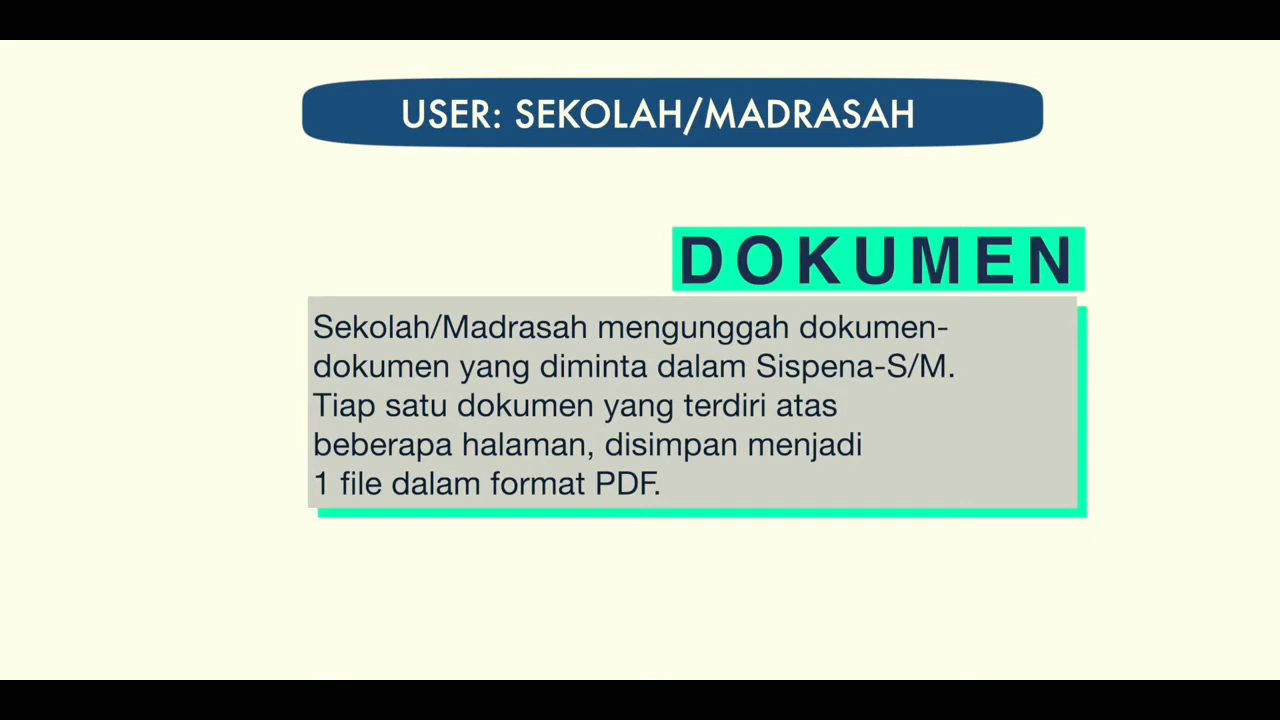 USER: SEKOLAH/MADRASAH
DOKUMEN
Sekolah/Madrasah mengunggah dokumen-
dokumen yang diminta dalam Sispena-S/M.
Tiap satu dokumen yang terdiri atas
beberapa halaman, disimpan menjadi
1 file dalam format PDF.